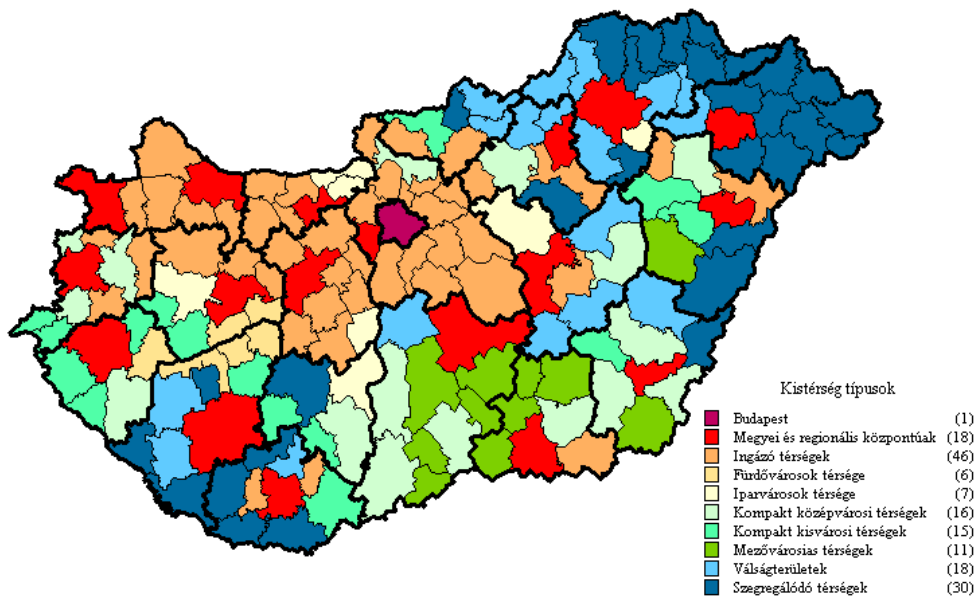 Kistérség típusok
Budapest (1)
Megyei és regionális központúak (18)
Ingázó térségek (46)
Fürdővárosok térsége (6)
Iparvárosok térsége (7)
Kompakt középvárosi térségek (16)
Kompakt kisvárosi térségek (15)
Mezővárosias térségek (11)
Válságterületek (18)
Szegregálódó térségek (30)